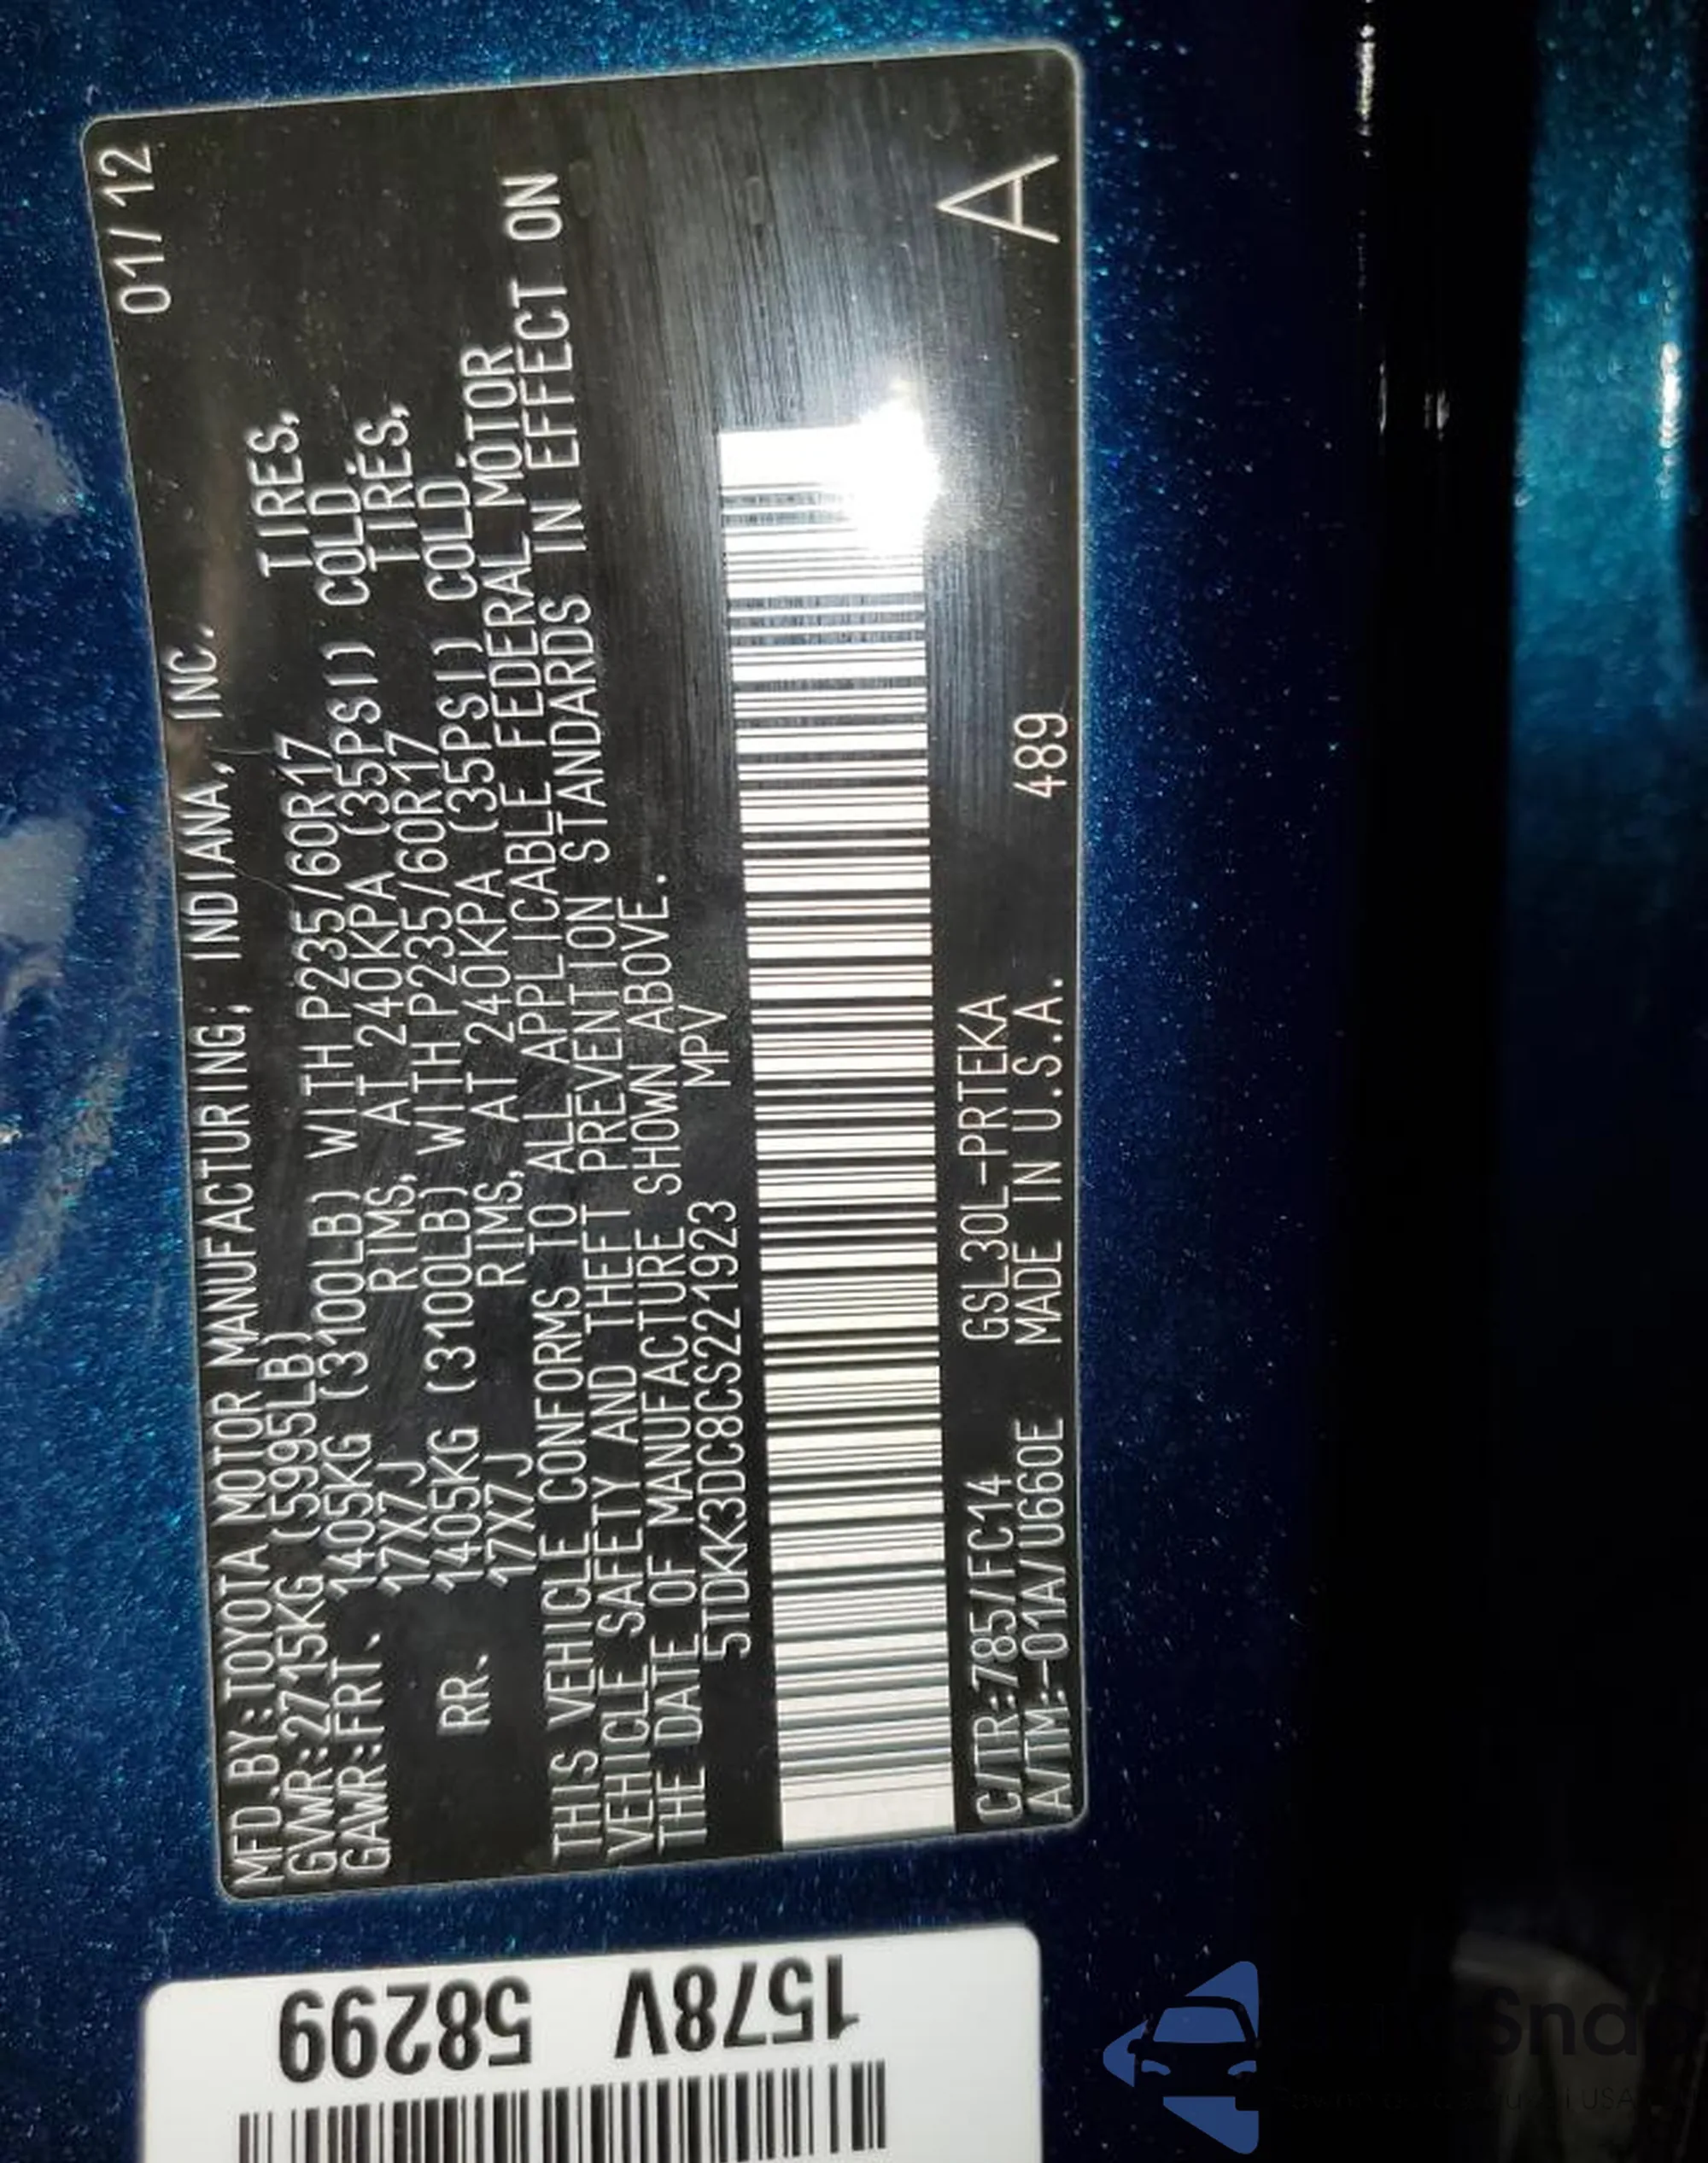 01/12
MFD.BY:TOYOTA MOTOR MANUFACTURING, INDIANA, INC.
GVWR:2715KG (5995LB)
GAWR:FRT. 1405KG (3100LB) WITH P235/60R17 TIRES,
17X7J RIMS, AT 240KPA (35PSI) COLD.
RR. 1405KG (3100LB) WITH P235/60R17 TIRES,
17X7J RIMS, AT 240KPA (35PSI) COLD.
THIS VEHICLE CONFORMS TO ALL APPLICABLE FEDERAL MOTOR
VEHICLE SAFETY AND THEFT PREVENTION STANDARDS IN EFFECT ON
THE DATE OF MANUFACTURE SHOWN ABOVE.
5TDKK3DC8CS221923 MPV
C/TR:785/FC14 GSL30L-PRTEKA
A/TM:-01A/U660E MADE IN U.S.A. 489 A
1578V 58299
Snap
USA